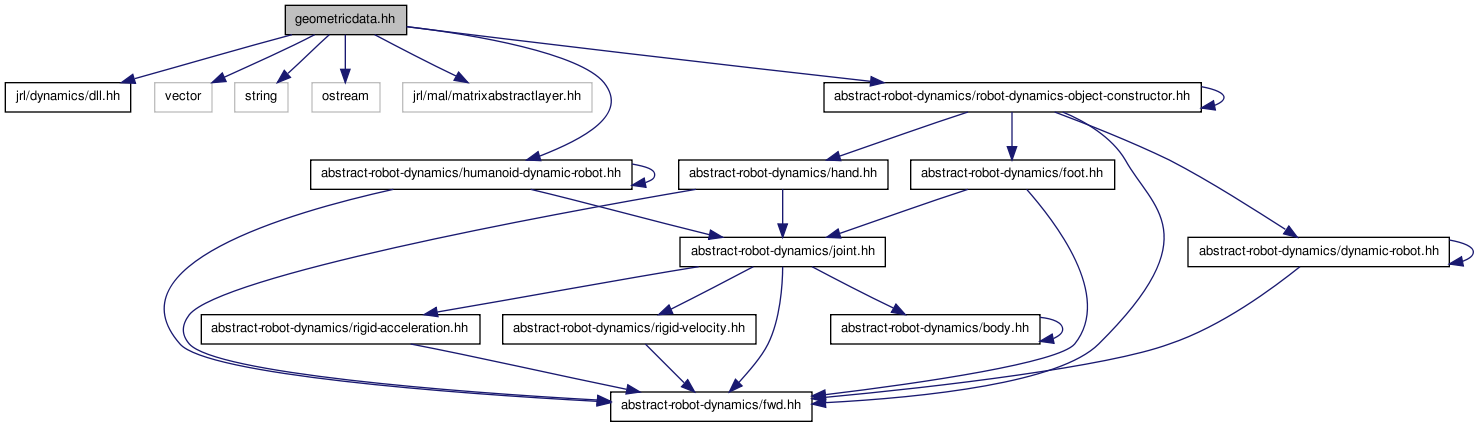 geometricdata.hh
jrl/dynamics/dll.hh
vector
string
ostream
jrl/mal/matrixabstractlayer.hh
abstract-robot-dynamics/robot-dynamics-object-constructor.hh
abstract-robot-dynamics/humanoid-dynamic-robot.hh
abstract-robot-dynamics/hand.hh
abstract-robot-dynamics/foot.hh
abstract-robot-dynamics/joint.hh
abstract-robot-dynamics/dynamic-robot.hh
abstract-robot-dynamics/rigid-acceleration.hh
abstract-robot-dynamics/rigid-velocity.hh
abstract-robot-dynamics/body.hh
abstract-robot-dynamics/fwd.hh